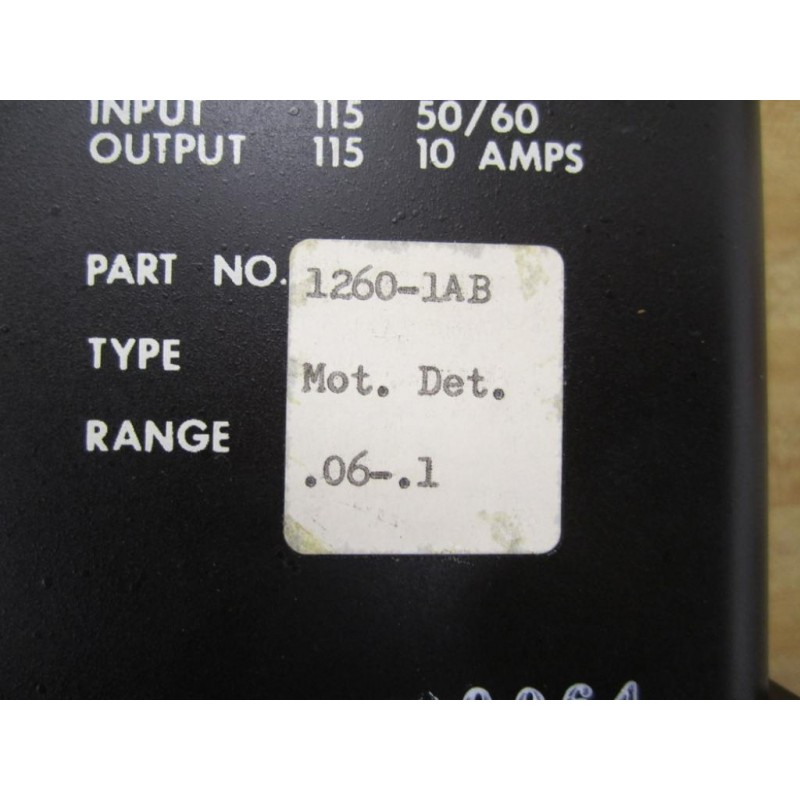 INPUT 115 50/60
OUTPUT 115 10 AMPS
PART NO. 1260-1AB
TYPE Mot. Det.
RANGE .06-.1